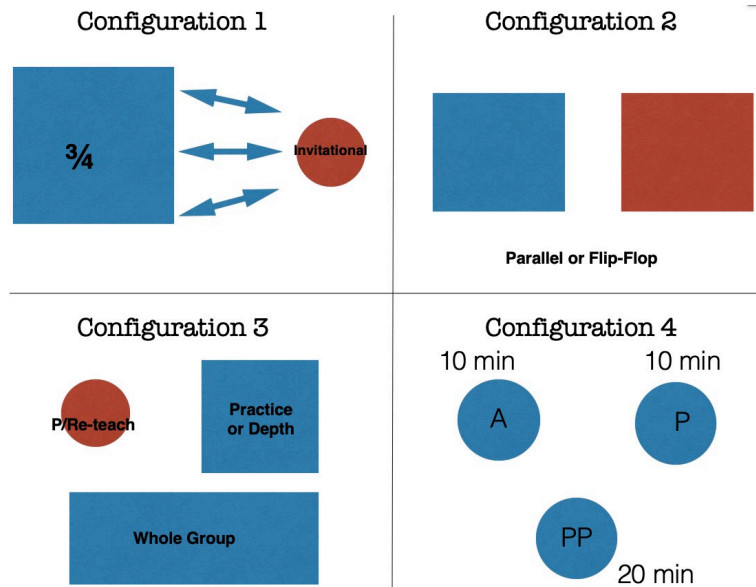 Configuration 1
¾
Invitational
Configuration 2
Parallel or Flip-Flop
Configuration 3
P/Re-teach
Practice
or Depth
Whole Group
Configuration 4
10 min
10 min
A
P
PP
20 min